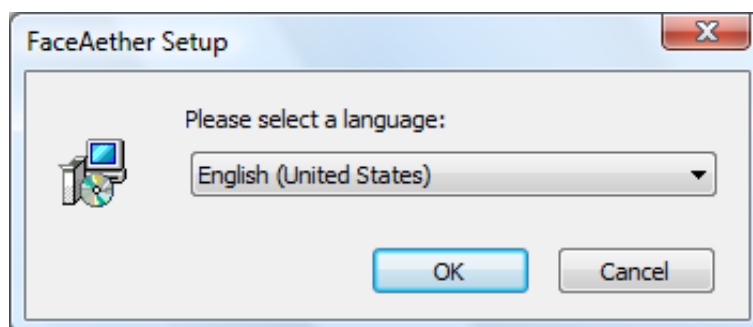 FaceAether Setup
Please select a language:
English (United States)
OK Cancel